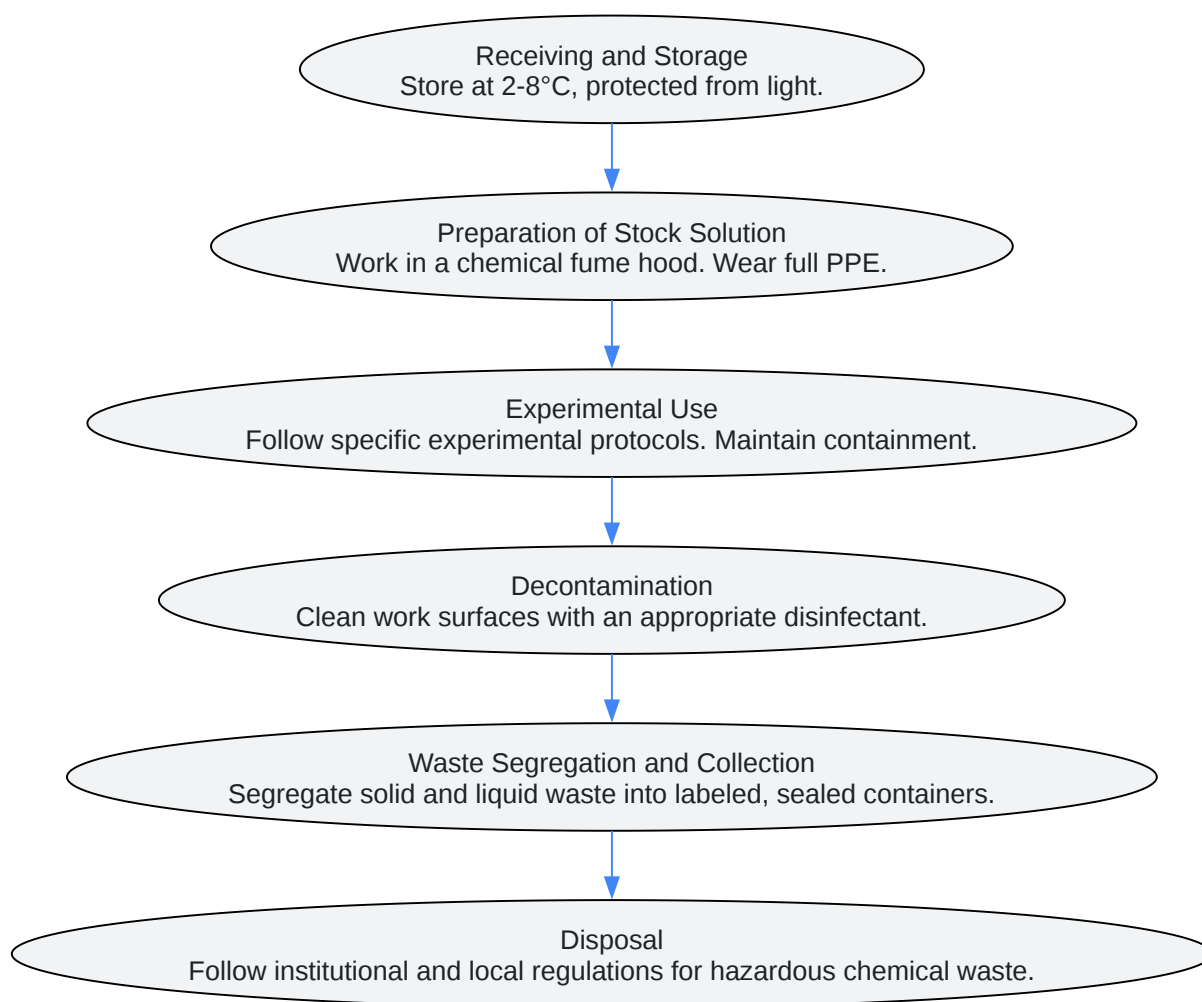 Receiving and Storage
Store at 2-8°C, protected from light.
Preparation of Stock Solution
Work in a chemical fume hood. Wear full PPE.
Experimental Use
Follow specific experimental protocols. Maintain containment.
Decontamination
Clean work surfaces with an appropriate disinfectant.
Waste Segregation and Collection
Segregate solid and liquid waste into labeled, sealed containers.
Disposal
Follow institutional and local regulations for hazardous chemical waste.